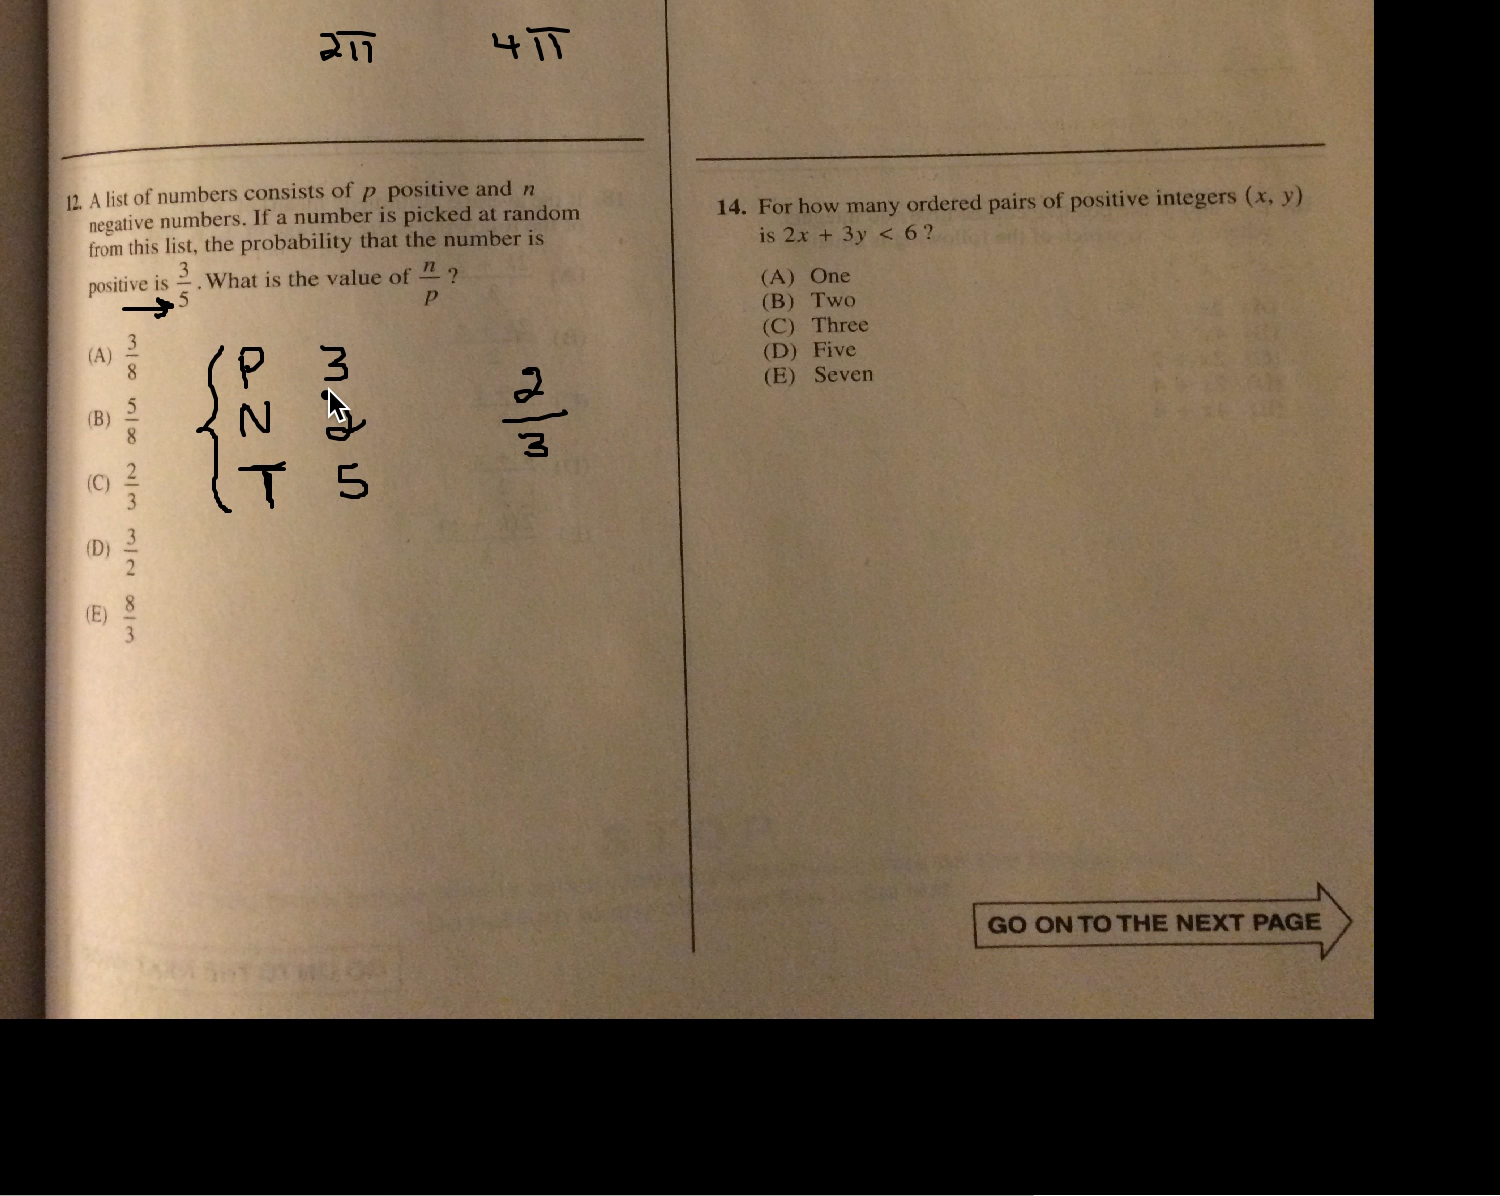 2π 4π
12. A list of numbers consists of p positive and n
negative numbers. If a number is picked at random
from this list, the probability that the number is
positive is 3/5. What is the value of n/p ?
(A) 3/8
(B) 5/8
(C) 2/3
(D) 3/2
(E) 8/3
P 3
N 2
T 5
2/3
14. For how many ordered pairs of positive integers (x, y)
is 2x + 3y < 6 ?
(A) One
(B) Two
(C) Three
(D) Five
(E) Seven
GO ON TO THE NEXT PAGE